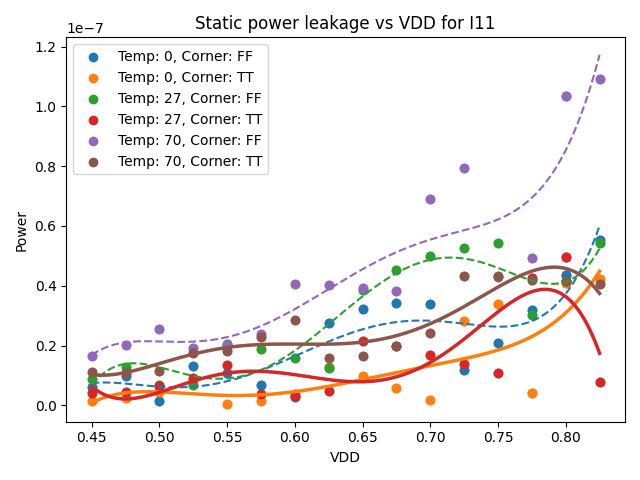 Static power leakage vs VDD for I11
1e−7
Temp: 0, Corner: FF
Temp: 0, Corner: TT
Temp: 27, Corner: FF
Temp: 27, Corner: TT
Temp: 70, Corner: FF
Temp: 70, Corner: TT
1.2
1.0
0.8
0.6
0.4
0.2
0.0
Power
0.45 0.50 0.55 0.60 0.65 0.70 0.75 0.80
VDD